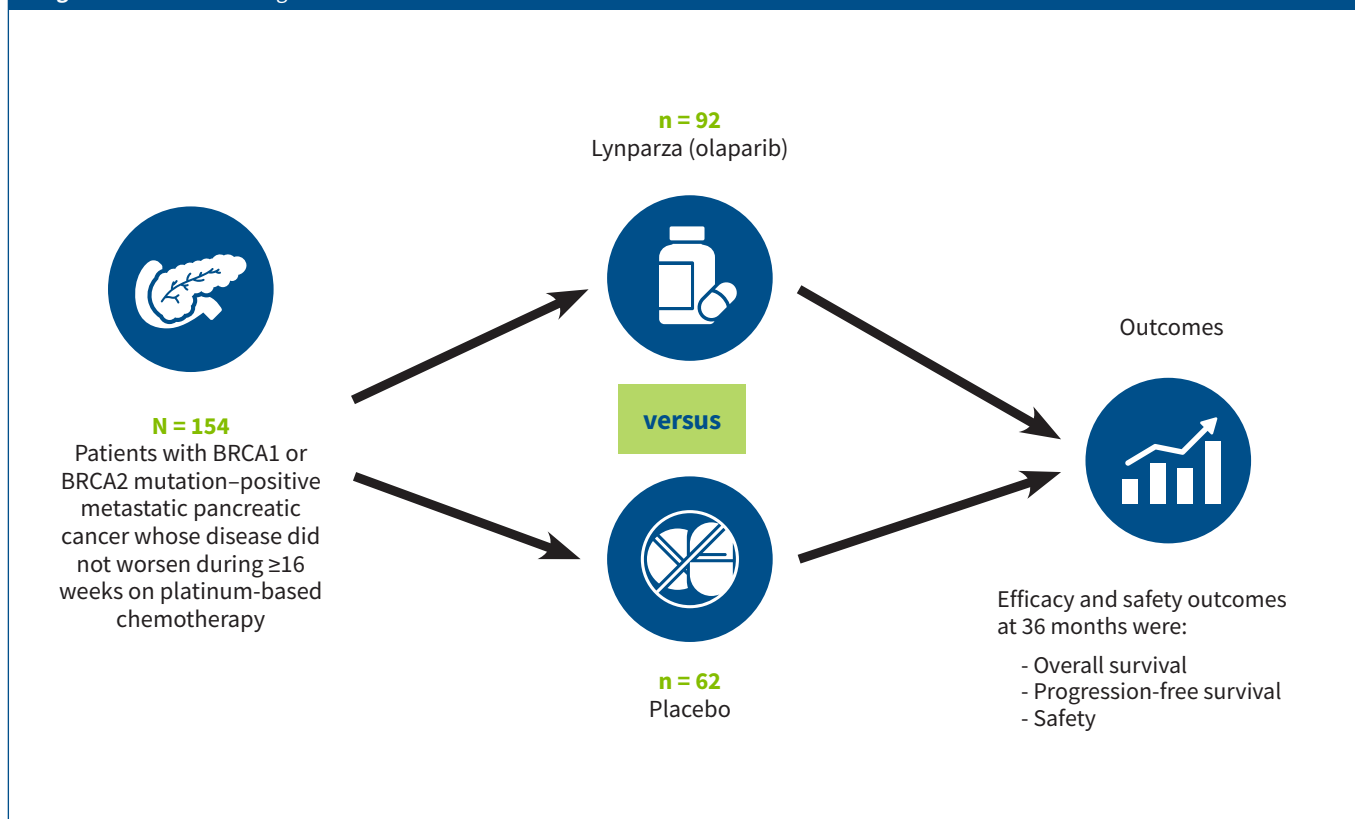 n = 92
Lynparza (olaparib)
N = 154
Patients with BRCA1 or
BRCA2 mutation–positive
metastatic pancreatic
cancer whose disease did
not worsen during ≥16
weeks on platinum-based
chemotherapy
versus
n = 62
Placebo
Outcomes
Efficacy and safety outcomes
at 36 months were:
- Overall survival
- Progression-free survival
- Safety